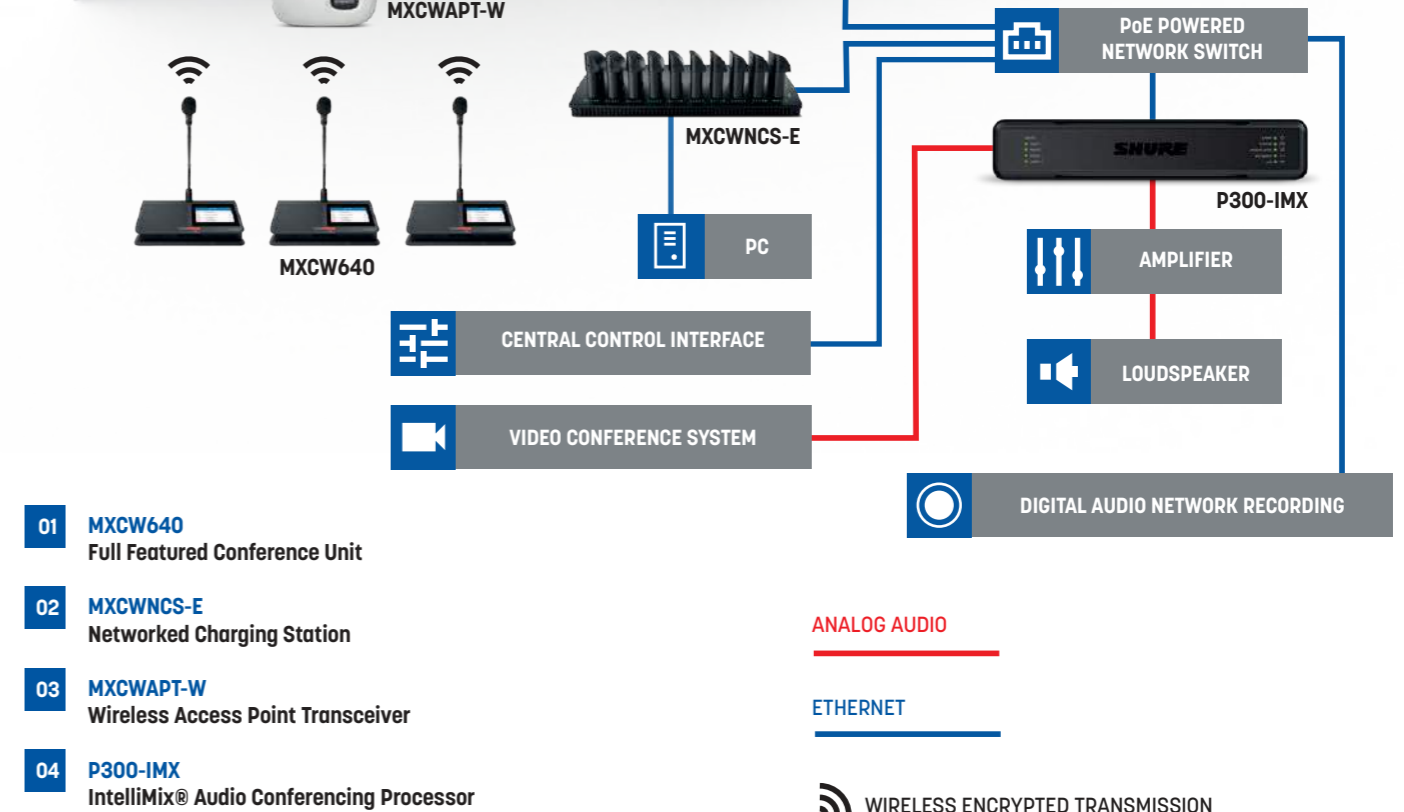 MXCWAPT-W
PoE POWERED
NETWORK SWITCH
MXCWNCS-E
SHURE
P300-IMX
MXCW640
PC
AMPLIFIER
CENTRAL CONTROL INTERFACE
LOUDSPEAKER
VIDEO CONFERENCE SYSTEM
DIGITAL AUDIO NETWORK RECORDING
01 MXCW640
Full Featured Conference Unit
02 MXCWNCS-E
Networked Charging Station
03 MXCWAPT-W
Wireless Access Point Transceiver
04 P300-IMX
IntelliMix® Audio Conferencing Processor
ANALOG AUDIO
ETHERNET
WIRELESS ENCRYPTED TRANSMISSION